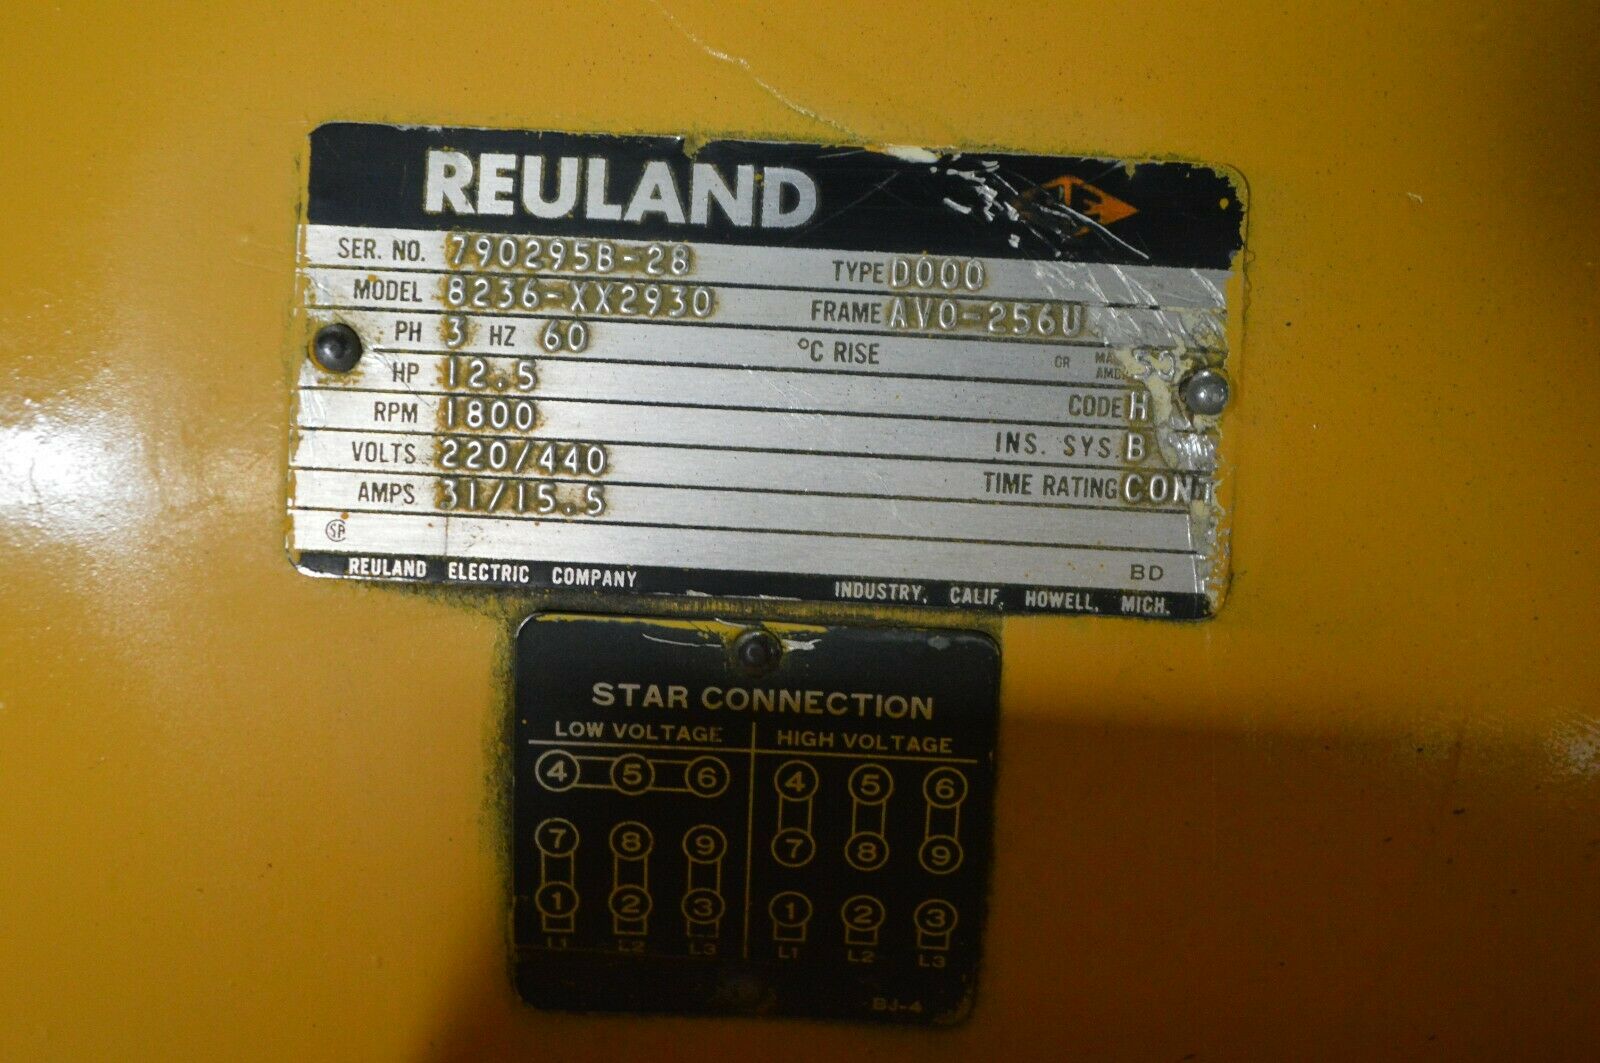 REULAND
SER. NO. 790295B-28 TYPE D000
MODEL 8236-XX2930 FRAME AVO-256U
PH 3 HZ 60 °C RISE OR
HP 12.5 CODE H
RPM 1800 INS. SYS. B
VOLTS 220/440 TIME RATING CONT
AMPS 31/15.5
SA
BD
REULAND ELECTRIC COMPANY INDUSTRY, CALIF. HOWELL, MICH.
STAR CONNECTION
LOW VOLTAGE HIGH VOLTAGE
4 5 6 4 5 6
7 8 9 7 8 9
1 2 3 1 2 3
L1 L2 L3 L1 L2 L3
BJ-4